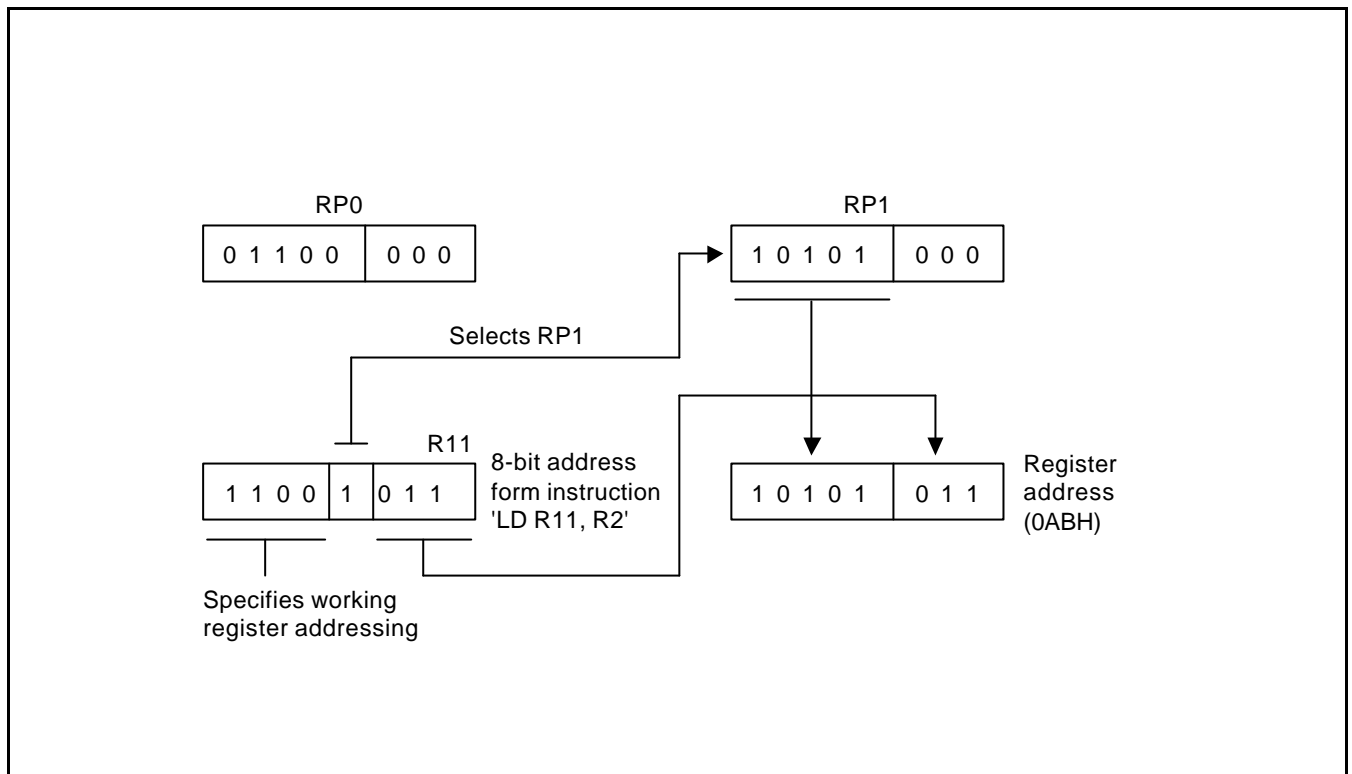 RP0
0 1 1 0 0 0 0 0
RP1
1 0 1 0 1 0 0 0
Selects RP1
R11
1 1 0 0 1 0 1 1
8-bit address
form instruction
'LD R11, R2'
1 0 1 0 1 0 1 1
Register
address
(0ABH)
Specifies working
register addressing